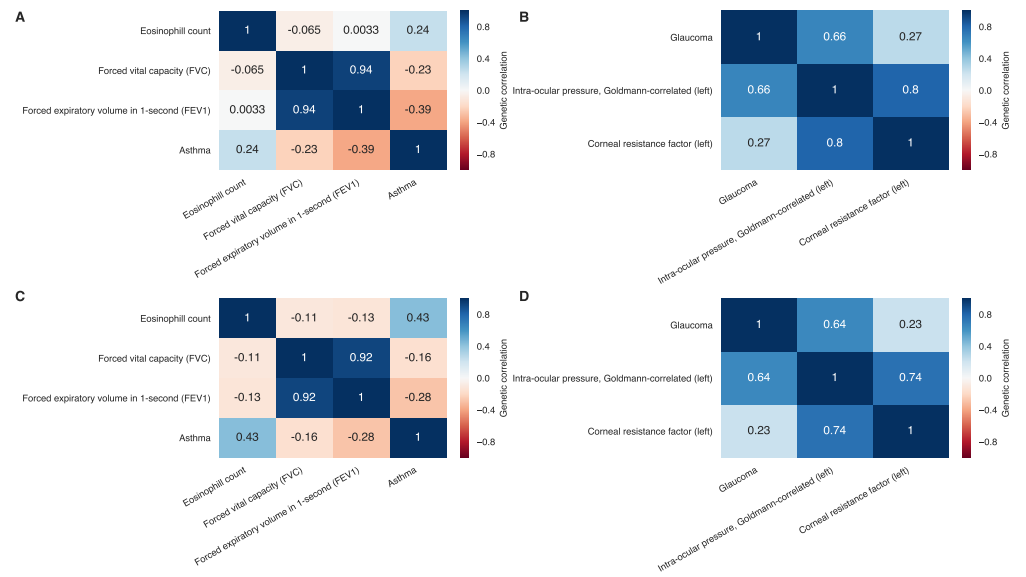 A
Eosinophill count
1 -0.065 0.0033 0.24
Forced vital capacity (FVC)
-0.065 1 0.94 -0.23
Forced expiratory volume in 1-second (FEV1)
0.0033 0.94 1 -0.39
Asthma
0.24 -0.23 -0.39 1
Eosinophill count
Forced vital capacity (FVC)
Forced expiratory volume in 1-second (FEV1)
Asthma
0.8
0.4
0.0
−0.4
−0.8
Genetic correlation
B
Glaucoma
1 0.66 0.27
Intra-ocular pressure, Goldmann-correlated (left)
0.66 1 0.8
Corneal resistance factor (left)
0.27 0.8 1
Glaucoma
Intra-ocular pressure, Goldmann-correlated (left)
Corneal resistance factor (left)
0.8
0.4
0.0
−0.4
−0.8
Genetic correlation
C
Eosinophill count
1 -0.11 -0.13 0.43
Forced vital capacity (FVC)
-0.11 1 0.92 -0.16
Forced expiratory volume in 1-second (FEV1)
-0.13 0.92 1 -0.28
Asthma
0.43 -0.16 -0.28 1
Eosinophill count
Forced vital capacity (FVC)
Forced expiratory volume in 1-second (FEV1)
Asthma
0.8
0.4
0.0
−0.4
−0.8
Genetic correlation
D
Glaucoma
1 0.64 0.23
Intra-ocular pressure, Goldmann-correlated (left)
0.64 1 0.74
Corneal resistance factor (left)
0.23 0.74 1
Glaucoma
Intra-ocular pressure, Goldmann-correlated (left)
Corneal resistance factor (left)
0.8
0.4
0.0
−0.4
−0.8
Genetic correlation